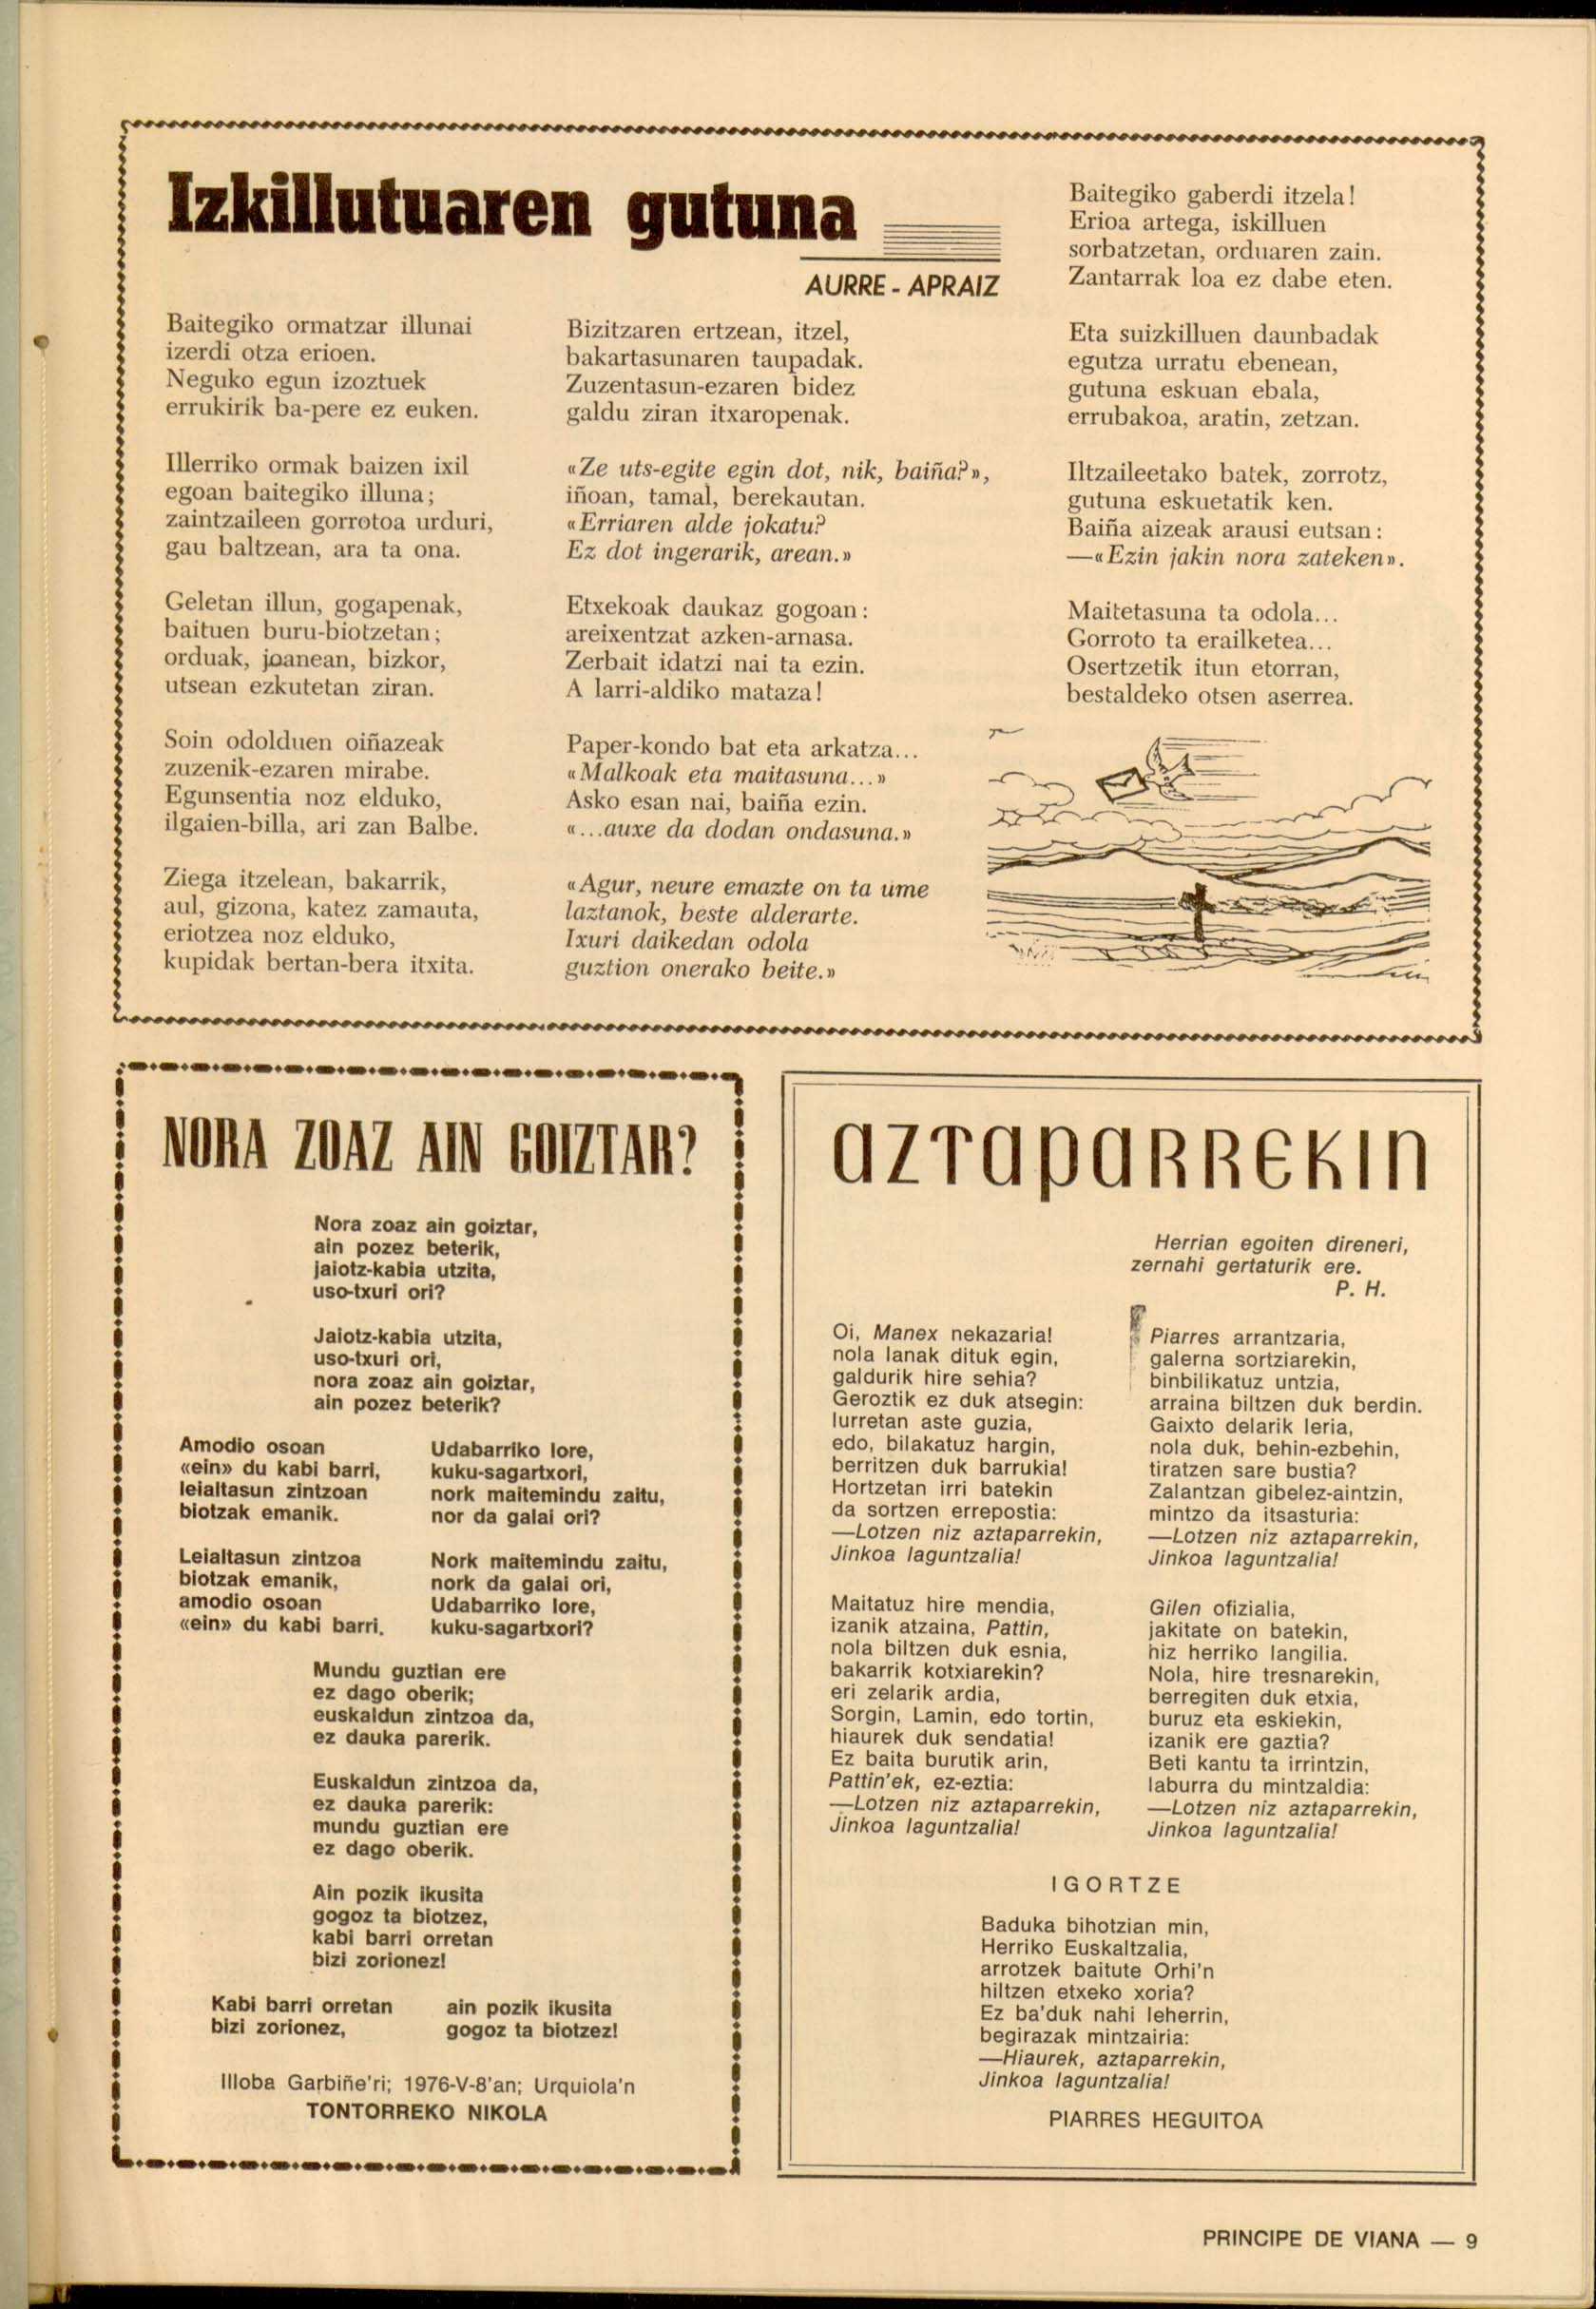 Izkillutuaren gutuna
AURRE - APRAIZ
Baitegiko ormatzar illunai
izerdi otza erioen.
Neguko egun izoztuek
errukirik ba-pere ez euken.
Illerriko ormak baizen ixil
egoan baitegiko illuna;
zaintzaileen gorrotoa urduri,
gau baltzean, ara ta ona.
Geletan illun, gogapenak,
baituen buru-biotzetan;
orduak, joanean, bizkor,
utsean ezkutetan ziran.
Soin odolduen oiñazeak
zuzenik-ezaren mirabe.
Egunsentia noz elduko,
ilgaien-billa, ari zan Balbe.
Ziega itzelean, bakarrik,
aul, gizona, katez zamauta,
eriotzea noz elduko,
kupidak bertan-bera itxita.
Bizitzaren ertzean, itzel,
bakartasunaren taupadak.
Zuzentasun-ezaren bidez
galdu ziran itxaropenak.
«Ze uts-egite egin dot, nik, baiña?»,
iñoan, tamal, berekautan.
«Erriaren alde jokatu?
Ez dot ingerarik, arean.»
Etxekoak daukaz gogoan:
areixentzat azken-arnasa.
Zerbait idatzi nai ta ezin.
A larri-aldiko mataza!
Paper-kondo bat eta arkatza...
«Malkoak eta maitasuna...»
Asko esan nai, baiña ezin.
«...auxe da dodan ondasuna.»
«Agur, neure emazte on ta ume
laztanok, beste alderarte.
Ixuri daikedan odola
guztion onerako beite.»
Baitegiko gaberdi itzela!
Erioa artega, iskilluen
sorbatzetan, orduaren zain.
Zantarrak loa ez dabe eten.
Eta suizkilluen daunbadak
egutza urratu ebenean,
gutuna eskuan ebala,
errubakoa, aratin, zetzan.
Iltzaileetako batek, zorrotz,
gutuna eskuetatik ken.
Baiña aizeak arausi eutsan:
—«Ezin jakin nora zateken».
Maitetasuna ta odola...
Gorroto ta erailketea...
Osertzetik itun etorran,
bestaldeko otsen aserrea.
NORA ZOAZ AIN GOIZTAR?
Nora zoaz ain goiztar,
ain pozez beterik,
jaiotz-kabia utzita,
uso-txuri ori?
Jaiotz-kabia utzita,
uso-txuri ori,
nora zoaz ain goiztar,
ain pozez beterik?
Amodio osoan
«ein» du kabi barri,
leialtasun zintzoan
biotzak emanik.
Leialtasun zintzoa
biotzak emanik,
amodio osoan
«ein» du kabi barri.
Udabarriko lore,
kuku-sagartxori,
nork maitemindu zaitu,
nor da galai ori?
Nork maitemindu zaitu,
nork da galai ori,
Udabarriko lore,
kuku-sagartxori?
Mundu guztian ere
ez dago oberik;
euskaldun zintzoa da,
ez dauka parerik.
Euskaldun zintzoa da,
ez dauka parerik:
mundu guztian ere
ez dago oberik.
Ain pozik ikusita
gogoz ta biotzez,
kabi barri orretan
bizi zorionez!
Kabi barri orretan
bizi zorionez,
ain pozik ikusita
gogoz ta biotzez!
Illoba Garbiñe'ri; 1976-V-8'an; Urquiola'n
TONTORREKO NIKOLA
aztaparrekin
Herrian egoiten direneri,
zernahi gertaturik ere.
P. H.
Oi, Manex nekazaria!
nola lanak dituk egin,
galdurik hire sehia?
Geroztik ez duk atsegin:
lurretan aste guzia,
edo, bilakatuz hargin,
berritzen duk barrukia!
Hortzetan irri batekin
da sortzen errepostia:
—Lotzen niz aztaparrekin,
Jinkoa laguntzalia!
Maitatuz hire mendia,
izanik atzaina, Pattin,
nola biltzen duk esnia,
bakarrik kotxiarekin?
eri zelarik ardia,
Sorgin, Lamin, edo tortin,
hiaurek duk sendatia!
Ez baita burutik arin,
Pattin'ek, ez-eztia:
—Lotzen niz aztaparrekin,
Jinkoa laguntzalia!
Piarres arrantzaria,
galerna sortziarekin,
binbilikatuz untzia,
arraina biltzen duk berdin.
Gaixto delarik leria,
nola duk, behin-ezbehin,
tiratzen sare bustia?
Zalantzan gibelez-aintzin,
mintzo da itsasturia:
—Lotzen niz aztaparrekin,
Jinkoa laguntzalia!
Gilen ofizialia,
jakitate on batekin,
hiz herriko langilia.
Nola, hire tresnarekin,
berregiten duk etxia,
buruz eta eskiekin,
izanik ere gaztia?
Beti kantu ta irrintzin,
laburra du mintzaldia:
—Lotzen niz aztaparrekin,
Jinkoa laguntzalia!
IGORTZE
Baduka bihotzian min,
Herriko Euskaltzalia,
arrotzek baitute Orhi'n
hiltzen etxeko xoria?
Ez ba'duk nahi leherrin,
begirazak mintzairia:
—Hiaurek, aztaparrekin,
Jinkoa laguntzalia!
PIARRES HEGUITOA
PRINCIPE DE VIANA — 9